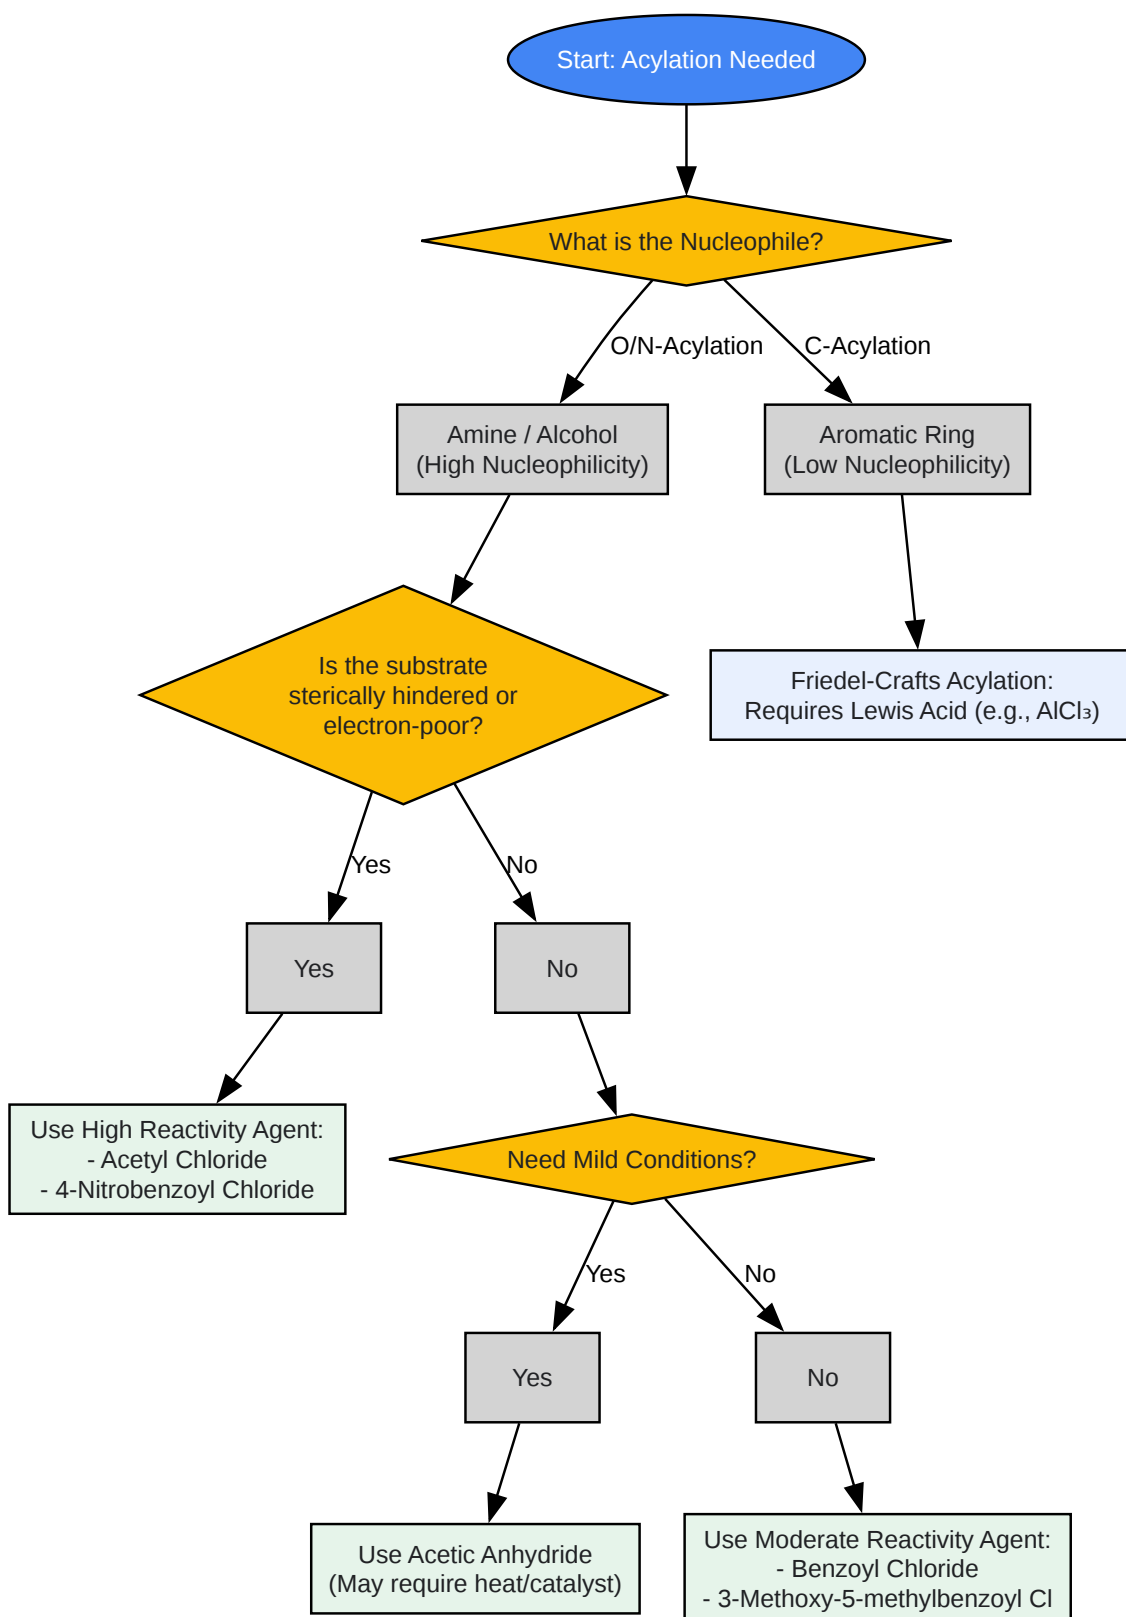 Start: Acylation Needed
What is the Nucleophile?
O/N-Acylation
C-Acylation
Amine / Alcohol
(High Nucleophilicity)
Aromatic Ring
(Low Nucleophilicity)
Is the substrate
sterically hindered or
electron-poor?
Friedel-Crafts Acylation:
Requires Lewis Acid (e.g., AlCl₃)
Yes
No
Yes
No
Use High Reactivity Agent:
- Acetyl Chloride
- 4-Nitrobenzoyl Chloride
Need Mild Conditions?
Yes
No
Yes
No
Use Acetic Anhydride
(May require heat/catalyst)
Use Moderate Reactivity Agent:
- Benzoyl Chloride
- 3-Methoxy-5-methylbenzoyl Cl